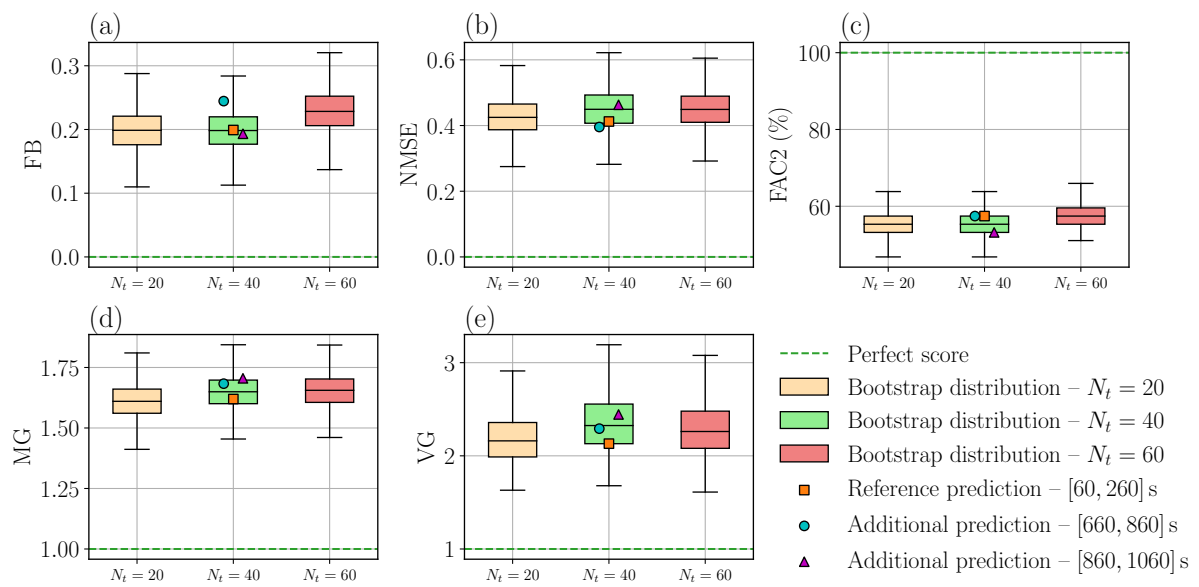 (a)
FB
0.3
0.2
0.1
0.0
N_t = 20
N_t = 40
N_t = 60
(b)
NMSE
0.6
0.4
0.2
0.0
N_t = 20
N_t = 40
N_t = 60
(c)
FAC2 (%)
100
80
60
N_t = 20
N_t = 40
N_t = 60
(d)
MG
1.75
1.50
1.25
1.00
N_t = 20
N_t = 40
N_t = 60
(e)
VG
3
2
1
N_t = 20
N_t = 40
N_t = 60
Perfect score
Bootstrap distribution – N_t = 20
Bootstrap distribution – N_t = 40
Bootstrap distribution – N_t = 60
Reference prediction – [60, 260] s
Additional prediction – [660, 860] s
Additional prediction – [860, 1060] s